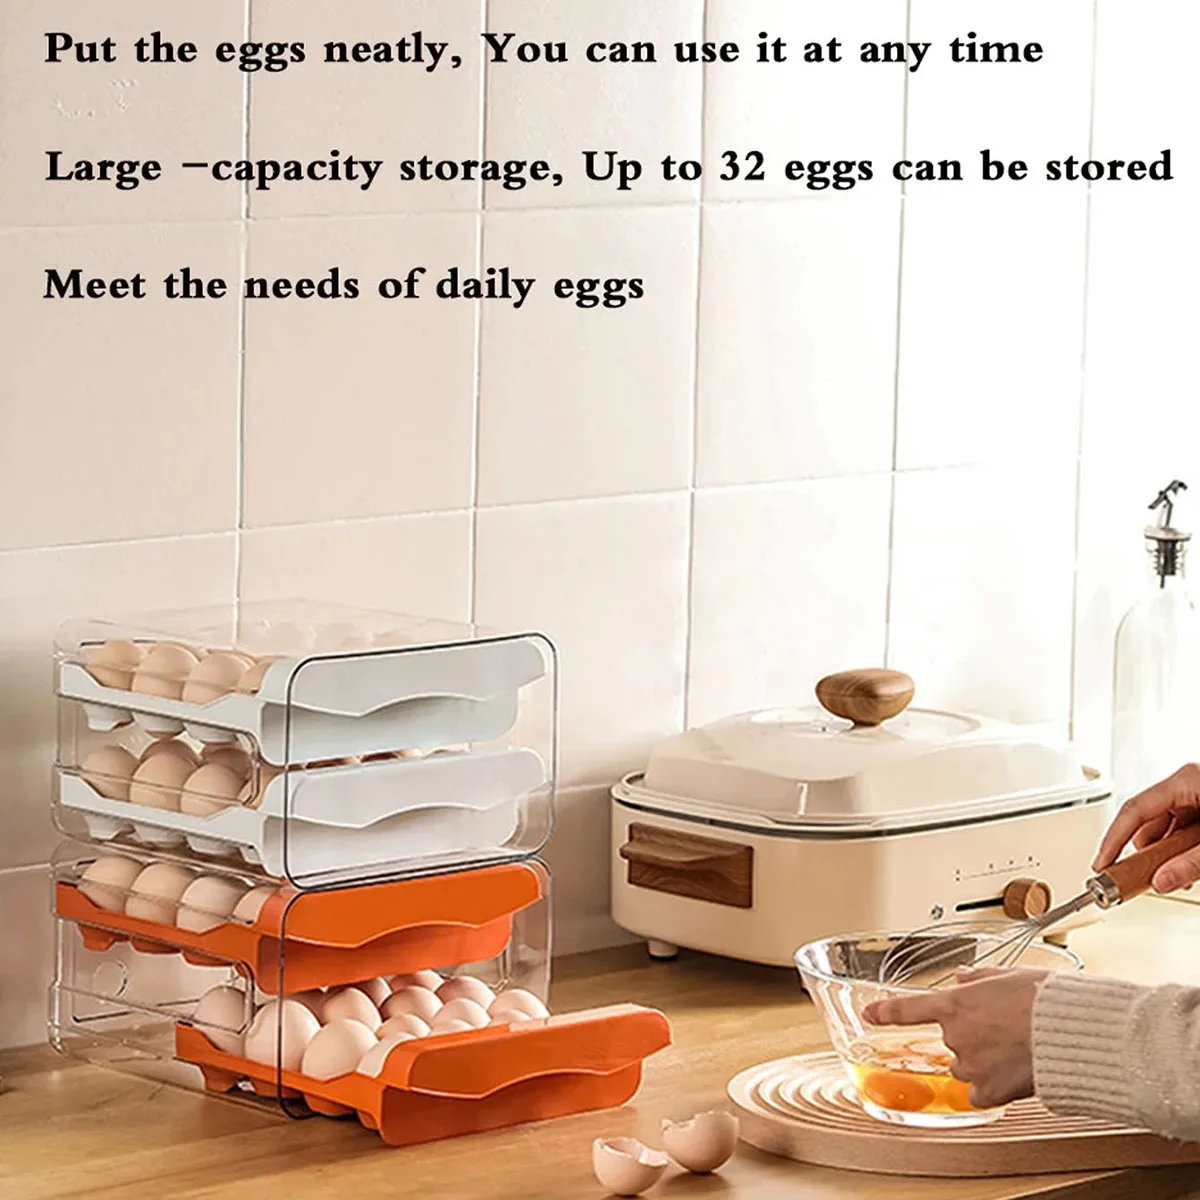 Put the eggs neatly, You can use it at any time
Large -capacity storage, Up to 32 eggs can be stored
Meet the needs of daily eggs